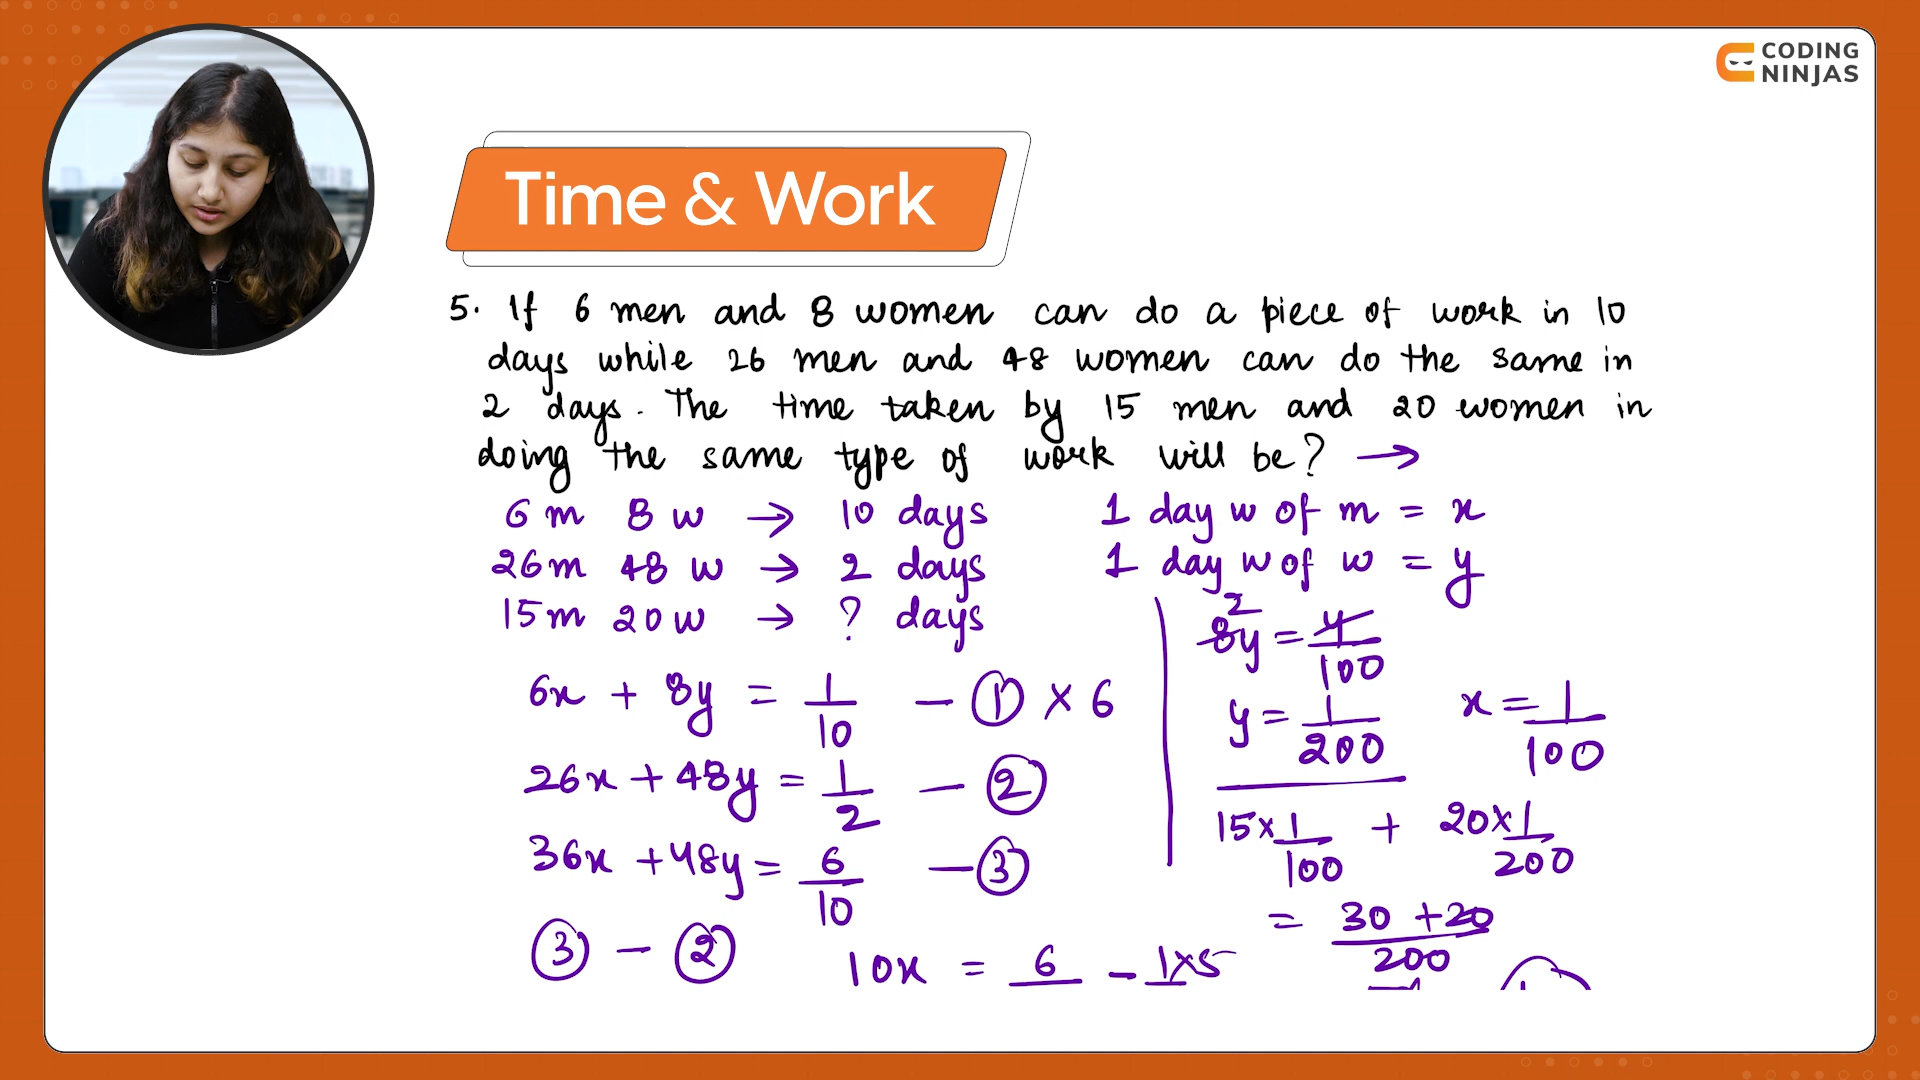 CODING
NINJAS
Time & Work
5. If 6 men and 8 women can do a piece of work in 10
days while 26 men and 48 women can do the same in
2 days. The time taken by 15 men and 20 women in
doing the same type of work will be? →
6 m 8 w → 10 days
26m 48 w → 2 days
15m 20w → ? days
1 day w of m = x
1 day w of w = y
6x + 8y = 1/10 - ① × 6
26x + 48y = 1/2 - ②
36x + 48y = 6/10 - ③
③ - ② 10x = 6 - 1×5
2
8y = 4/100
y = 1/200 x = 1/100
15×1/100 + 20×1/200
= 30 + 20/200